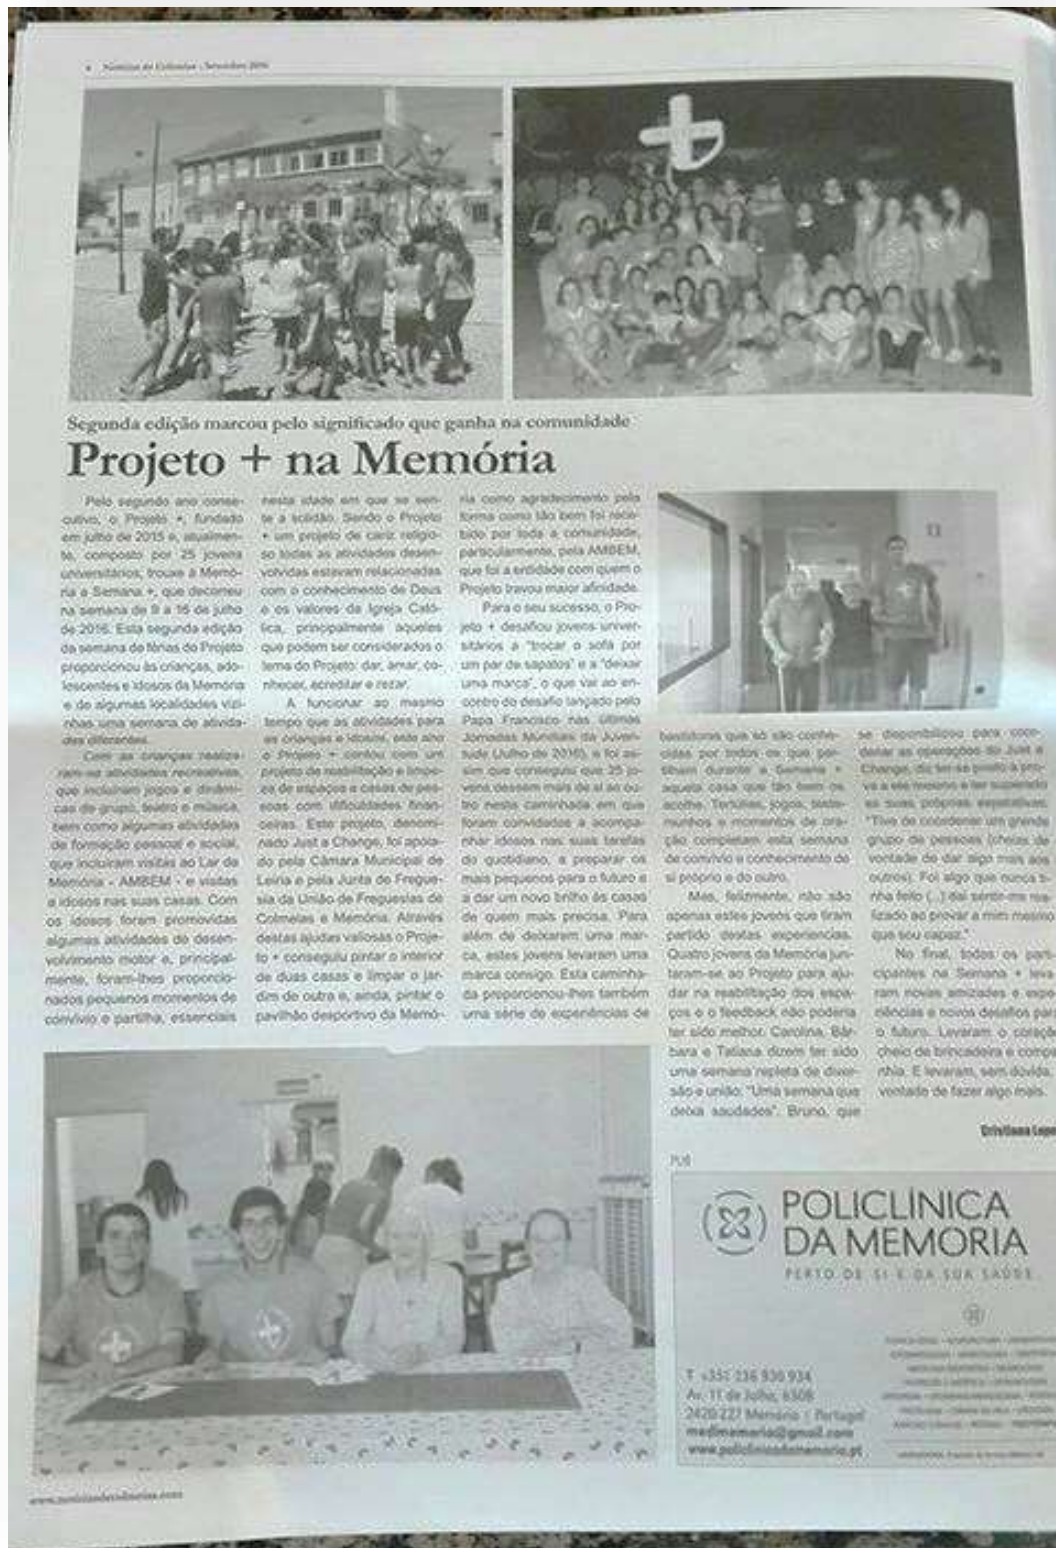 Notícias de Colmeias - Setembro 2016
Segunda edição marcou pelo significado que ganha na comunidade
Projeto + na Memória
Pelo segundo ano conse-
cutivo, o Projeto +, fundado
em julho de 2015 e, atualmen-
te, composto por 25 jovens
universitários, trouxe à Memó-
ria a Semana +, que decorreu
na semana de 9 a 16 de julho
de 2016. Esta segunda edição
da semana de férias do Projeto
proporcionou às crianças, ado-
lescentes e idosos da Memória
e de algumas localidades vizi-
nhas uma semana de ativida-
des diferentes.
Com as crianças realiza-
ram-se atividades recreativas,
que incluíram jogos e dinâmi-
cas de grupo, teatro e música,
bem como algumas atividades
de formação pessoal e social,
que incluíram visitas ao Lar da
Memória - AMBEM - e visitas
a idosos nas suas casas. Com
os idosos foram promovidas
algumas atividades de desen-
volvimento motor e, principal-
mente, foram-lhes proporcio-
nados pequenos momentos de
convívio e partilha, essenciais
nesta idade em que se sen-
te a solidão. Sendo o Projeto
+ um projeto de cariz religio-
so todas as atividades desen-
volvidas estavam relacionadas
com o conhecimento de Deus
e os valores da Igreja Cató-
lica, principalmente aqueles
que podem ser considerados o
lema do Projeto: dar, amar, co-
nhecer, acreditar e rezar.
A funcionar ao mesmo
tempo que as atividades para
as crianças e idosos, este ano
o Projeto + contou com um
projeto de reabilitação e limpe-
za de espaços e casas de pes-
soas com dificuldades finan-
ceiras. Este projeto, denomi-
nado Just a Change, foi apoia-
do pela Câmara Municipal de
Leiria e pela Junta de Fregue-
sia da União de Freguesias de
Colmeias e Memória. Através
destas ajudas valiosas o Proje-
to + conseguiu pintar o interior
de duas casas e limpar o jar-
dim de outra e, ainda, pintar o
pavilhão desportivo da Memó-
ria como agradecimento pela
forma como tão bem foi rece-
bido por toda a comunidade,
particularmente, pela AMBEM,
que foi a entidade com quem o
Projeto travou maior afinidade.
Para o seu sucesso, o Pro-
jeto + desafiou jovens univer-
sitários a "trocar o sofá por
um par de sapatos" e a "deixar
uma marca", o que vai ao en-
contro do desafio lançado pelo
Papa Francisco nas últimas
Jornadas Mundiais da Juven-
tude (Julho de 2016), e foi as-
sim que conseguiu que 25 jo-
vens dessem mais de si ao ou-
tro nesta caminhada em que
foram convidados a acompa-
nhar idosos nas suas tarefas
do quotidiano, a preparar os
mais pequenos para o futuro e
a dar um novo brilho às casas
de quem mais precisa. Para
além de deixarem uma mar-
ca, estes jovens levaram uma
marca consigo. Esta caminha-
da proporcionou-lhes também
uma série de experiências de
bastidores que só são conhe-
cidas por todos os que par-
tilham durante a Semana +
aquela casa que tão bem os
acolhe. Tertúlias, jogos, teste-
munhos e momentos de ora-
ção completam esta semana
de convívio e conhecimento de
si próprio e do outro.
Mas, felizmente, não são
apenas estes jovens que tiram
partido destas experiências.
Quatro jovens da Memória jun-
taram-se ao Projeto para aju-
dar na reabilitação dos espa-
ços e o feedback não poderia
ter sido melhor. Carolina, Bár-
bara e Tatiana dizem ter sido
uma semana repleta de diver-
são e união: "Uma semana que
deixa saudades". Bruno, que
se disponibilizou para coor-
denar as operações do Just a
Change, diz ter-se posto à pro-
va a ele mesmo e ter superado
as suas próprias expetativas.
"Tive de coordenar um grande
grupo de pessoas (cheias de
vontade de dar algo mais aos
outros). Foi algo que nunca ti-
nha feito (...) daí sentir-me rea-
lizado ao provar a mim mesmo
que sou capaz."
No final, todos os parti-
cipantes na Semana + leva-
ram novas amizades e expe-
riências e novos desafios para
o futuro. Levaram o coração
cheio de brincadeira e compa-
nhia. E levaram, sem dúvida,
vontade de fazer algo mais.
Cristiana Lope
PUB
POLICLÍNICA
DA MEMÓRIA
PERTO DE SI E DA SUA SAÚDE
T +351 236 930 934
Av. 11 de Julho, 650B
2420-227 Memória | Portugal
medimemoria@gmail.com
www.policlinicadamemoria.pt
www.noticiasdecolmeias.com